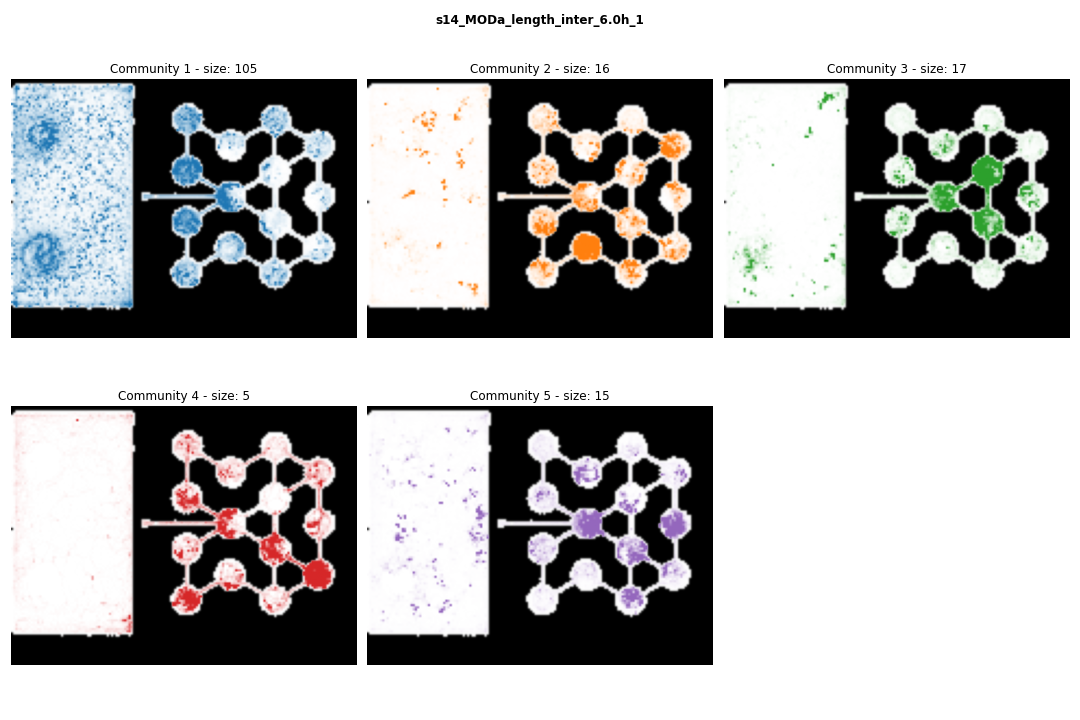 s14_MODa_length_inter_6.0h_1
Community 1 - size: 105
Community 2 - size: 16
Community 3 - size: 17
Community 4 - size: 5
Community 5 - size: 15